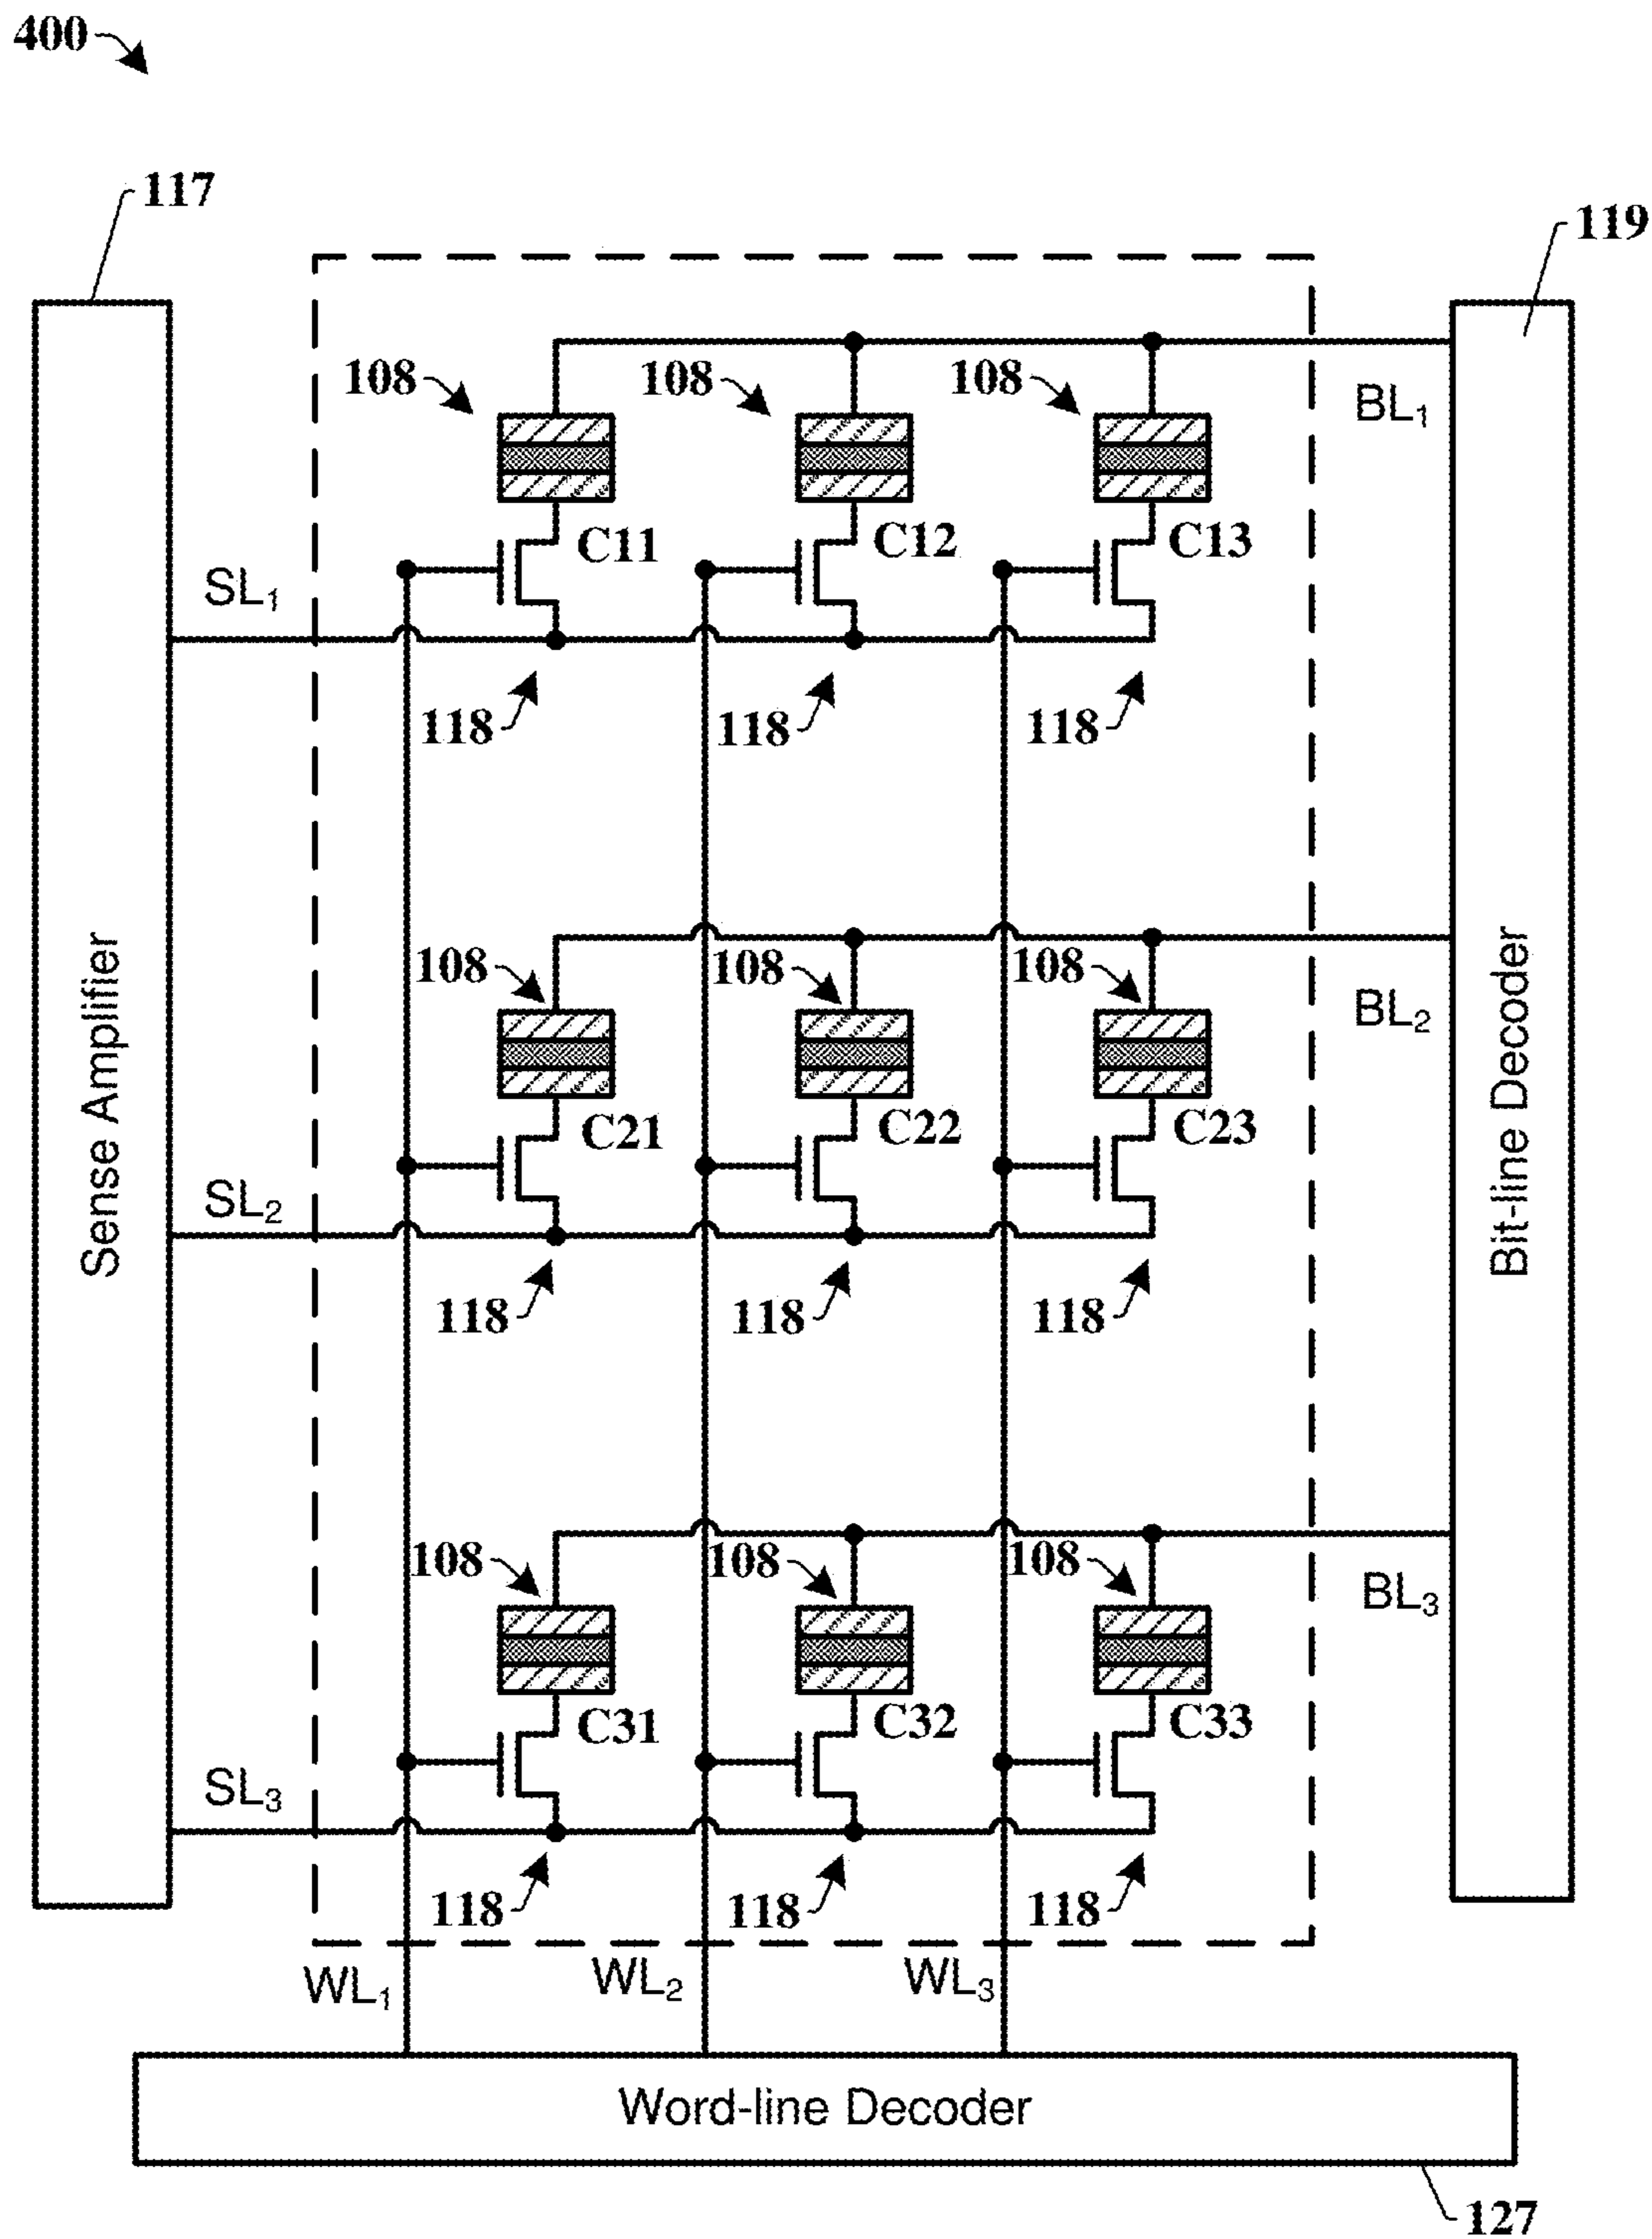 400
117
119
108 108 108 BL₁
C11 C12 C13
SL₁
118 118 118
108 108 108 BL₂
C21 C22 C23
SL₂
118 118 118
Sense Amplifier
Bit-line Decoder
108 108 108 BL₃
C31 C32 C33
SL₃
118 118 118
WL₁ WL₂ WL₃
Word-line Decoder
127